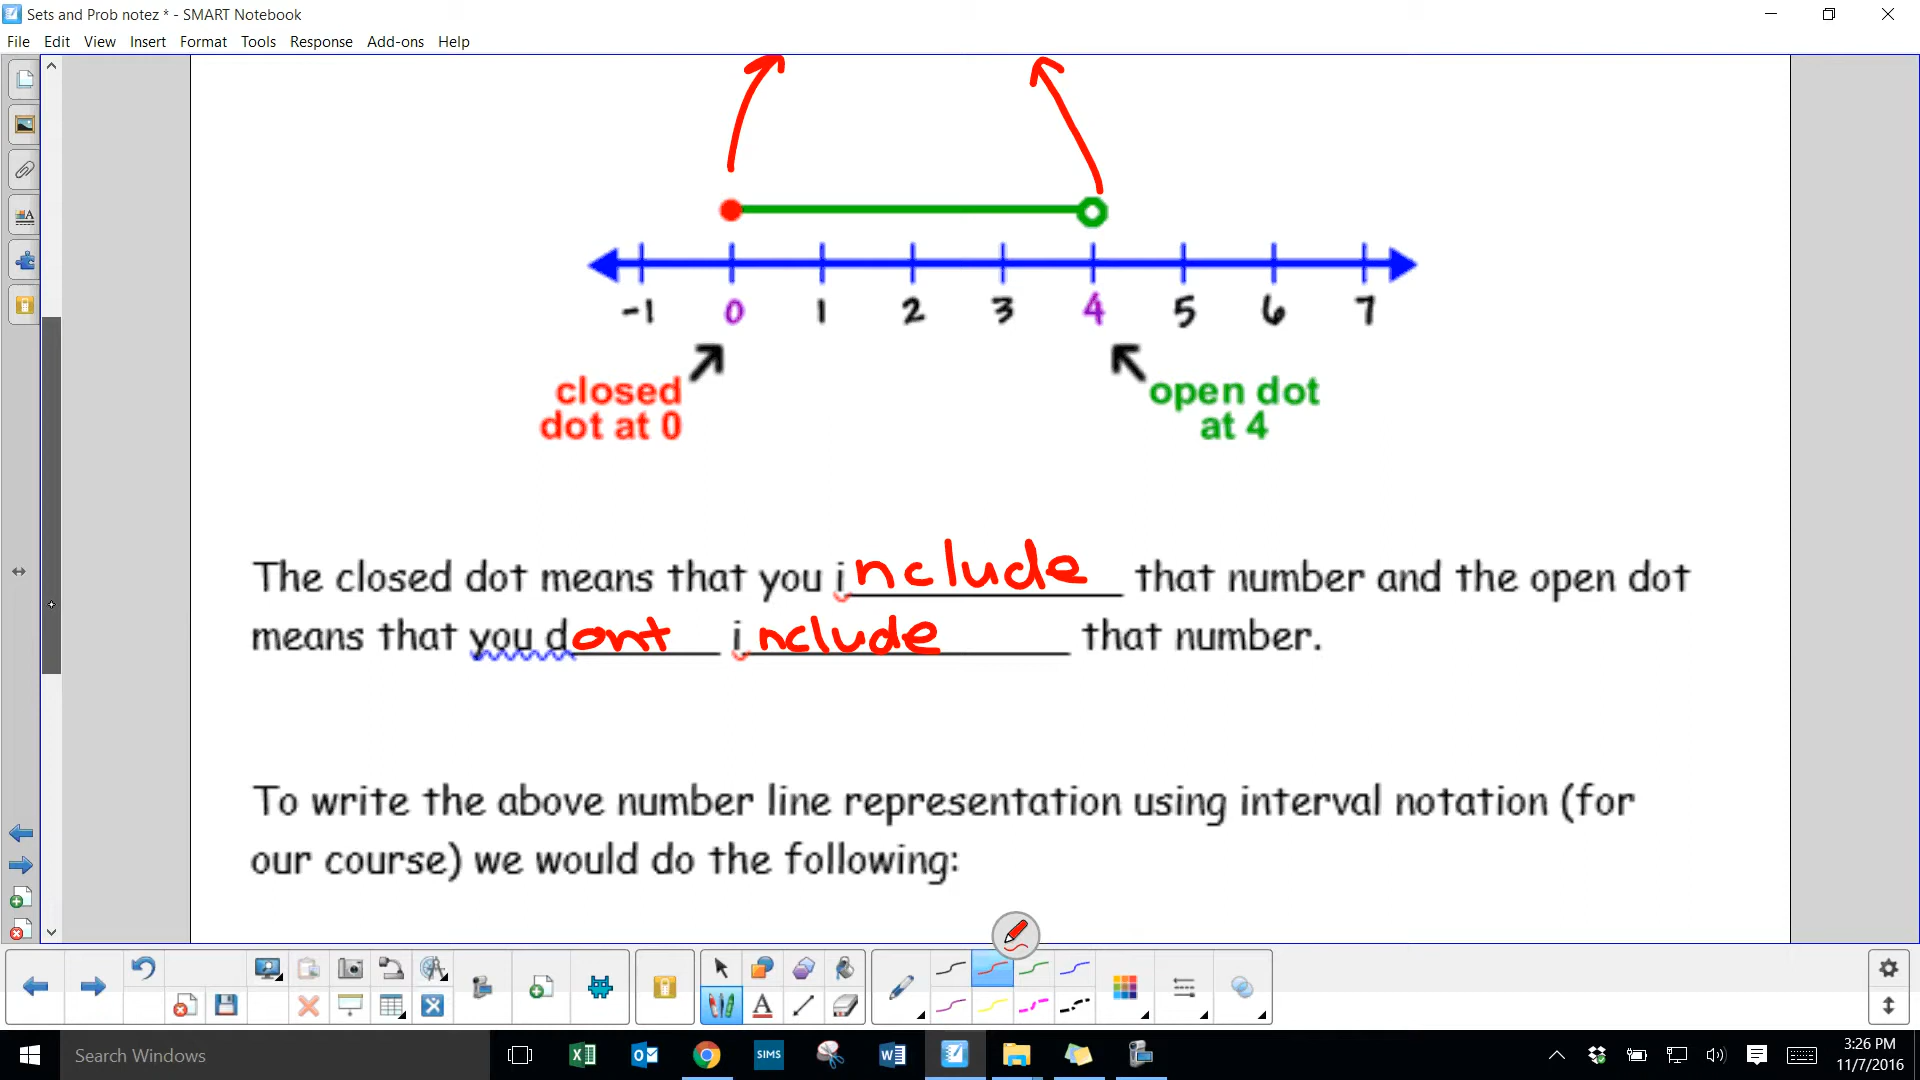 Sets and Prob notez * - SMART Notebook
File Edit View Insert Format Tools Response Add-ons Help
-1 0 1 2 3 4 5 6 7
closed
dot at 0
open dot
at 4
The closed dot means that you include that number and the open dot
means that you dont include that number.
To write the above number line representation using interval notation (for
our course) we would do the following:
Search Windows
SIMS
3:26 PM
11/7/2016